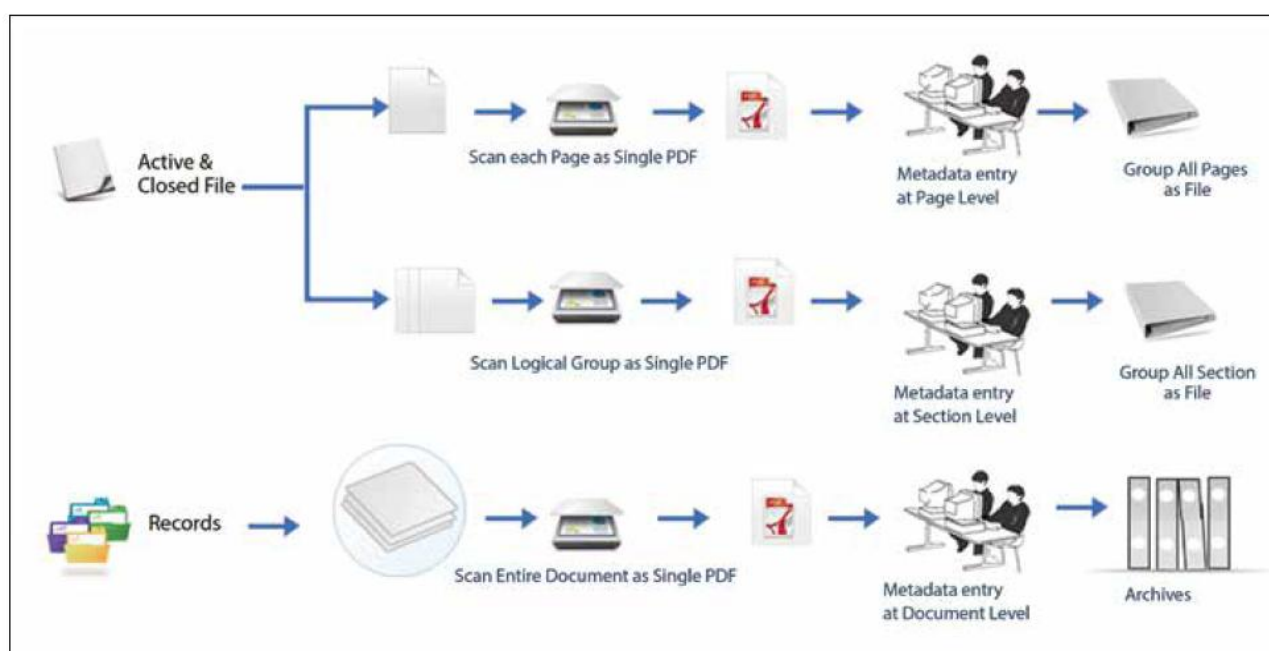 Scan each Page as Single PDF
Active &
Closed File
Metadata entry
at Page Level
Group All Pages
as File
Scan Logical Group as Single PDF
Metadata entry
at Section Level
Group All Section
as File
Records
Scan Entire Document as Single PDF
Metadata entry
at Document Level
Archives